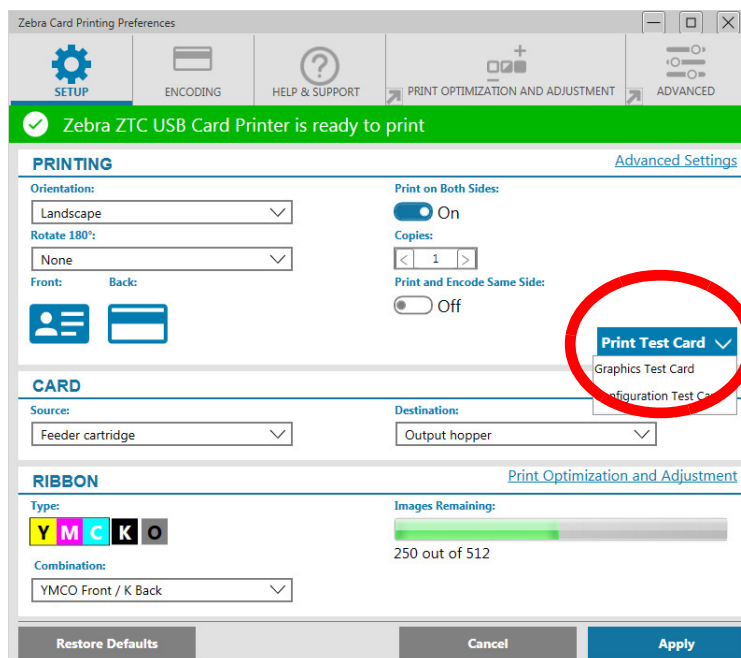 Zebra Card Printing Preferences
SETUP
ENCODING
HELP & SUPPORT
PRINT OPTIMIZATION AND ADJUSTMENT
ADVANCED
Zebra ZTC USB Card Printer is ready to print
PRINTING
Advanced Settings
Orientation:
Landscape
Rotate 180°:
None
Front: Back:
Print on Both Sides:
On
Copies:
1
Print and Encode Same Side:
Off
Print Test Card
Graphics Test Card
Configuration Test Card
CARD
Source:
Feeder cartridge
Destination:
Output hopper
RIBBON
Print Optimization and Adjustment
Type:
Y M C K O
Combination:
YMCO Front / K Back
Images Remaining:
250 out of 512
Restore Defaults
Cancel
Apply